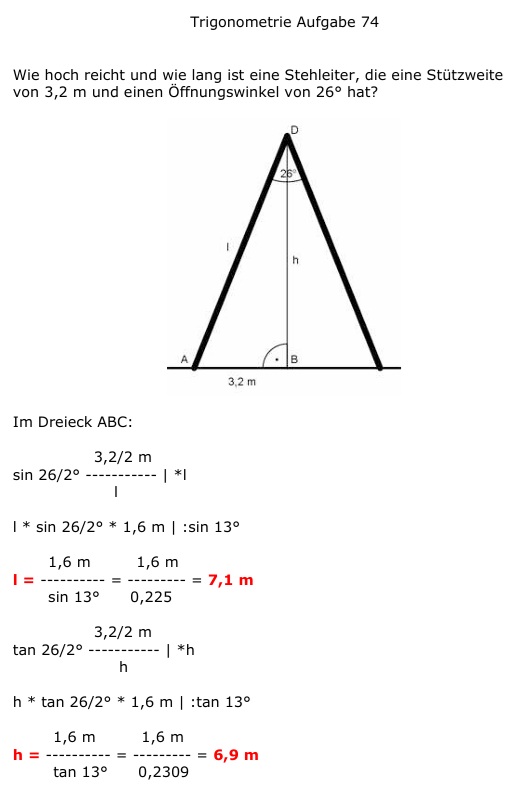 Trigonometrie Aufgabe 74
Wie hoch reicht und wie lang ist eine Stehleiter, die eine Stützweite
von 3,2 m und einen Öffnungswinkel von 26° hat?
D
26°
l
h
A
B
3,2 m
Im Dreieck ABC:
3,2/2 m
sin 26/2° ----------- | *l
l
l * sin 26/2° * 1,6 m | :sin 13°
1,6 m 1,6 m
l = ---------- = --------- = 7,1 m
sin 13° 0,225
3,2/2 m
tan 26/2° ----------- | *h
h
h * tan 26/2° * 1,6 m | :tan 13°
1,6 m 1,6 m
h = ---------- = --------- = 6,9 m
tan 13° 0,2309